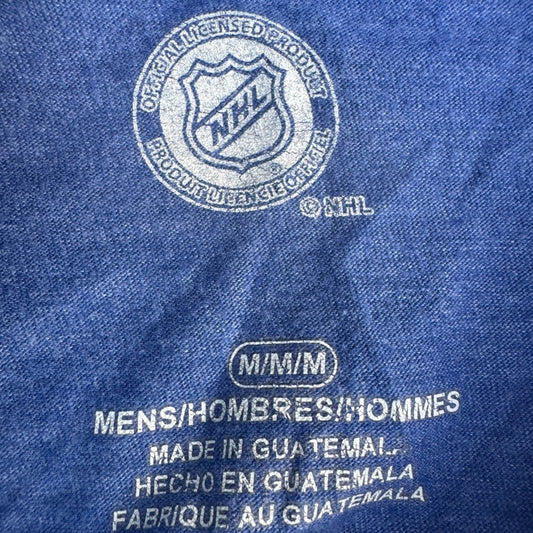 OFFICIAL LICENSED PRODUCT
NHL
PRODUIT LICENCIE OFFICIEL
®
© NHL
M/M/M
MENS/HOMBRES/HOMMES
MADE IN GUATEMALA
HECHO EN GUATEMALA
FABRIQUE AU GUATEMALA